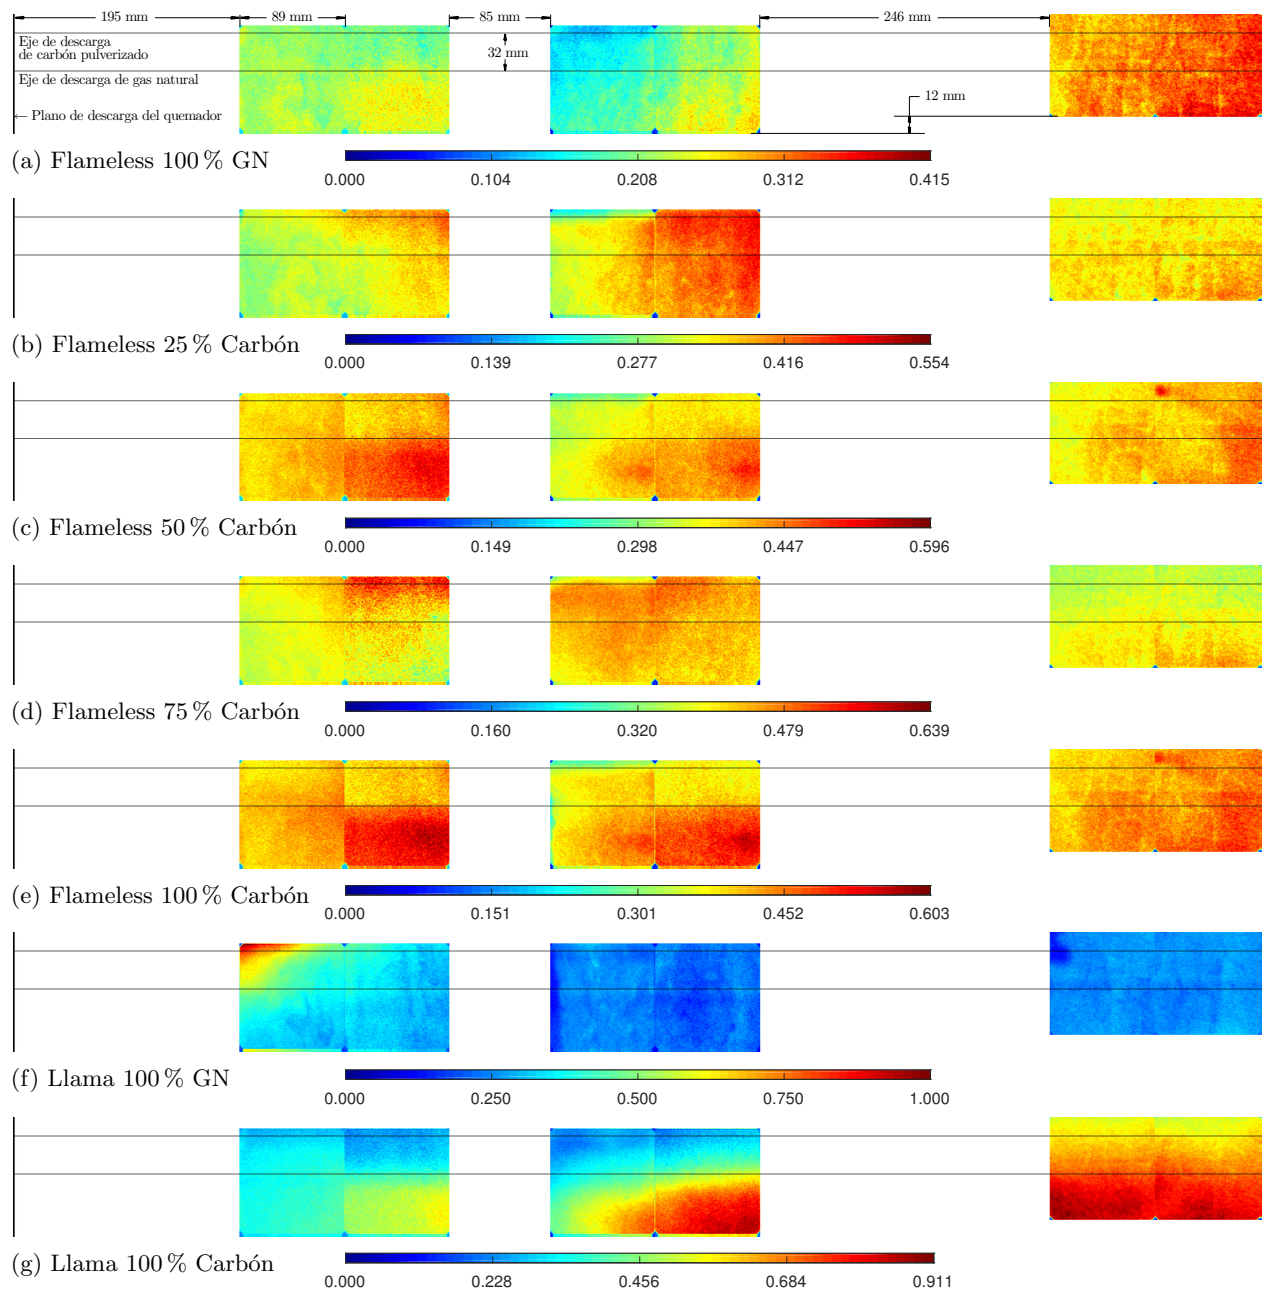 195 mm 89 mm 85 mm 246 mm
Eje de descarga
de carbón pulverizado
32 mm
Eje de descarga de gas natural
12 mm
← Plano de descarga del quemador
(a) Flameless 100 % GN
0.000 0.104 0.208 0.312 0.415
(b) Flameless 25 % Carbón
0.000 0.139 0.277 0.416 0.554
(c) Flameless 50 % Carbón
0.000 0.149 0.298 0.447 0.596
(d) Flameless 75 % Carbón
0.000 0.160 0.320 0.479 0.639
(e) Flameless 100 % Carbón
0.000 0.151 0.301 0.452 0.603
(f) Llama 100 % GN
0.000 0.250 0.500 0.750 1.000
(g) Llama 100 % Carbón
0.000 0.228 0.456 0.684 0.911